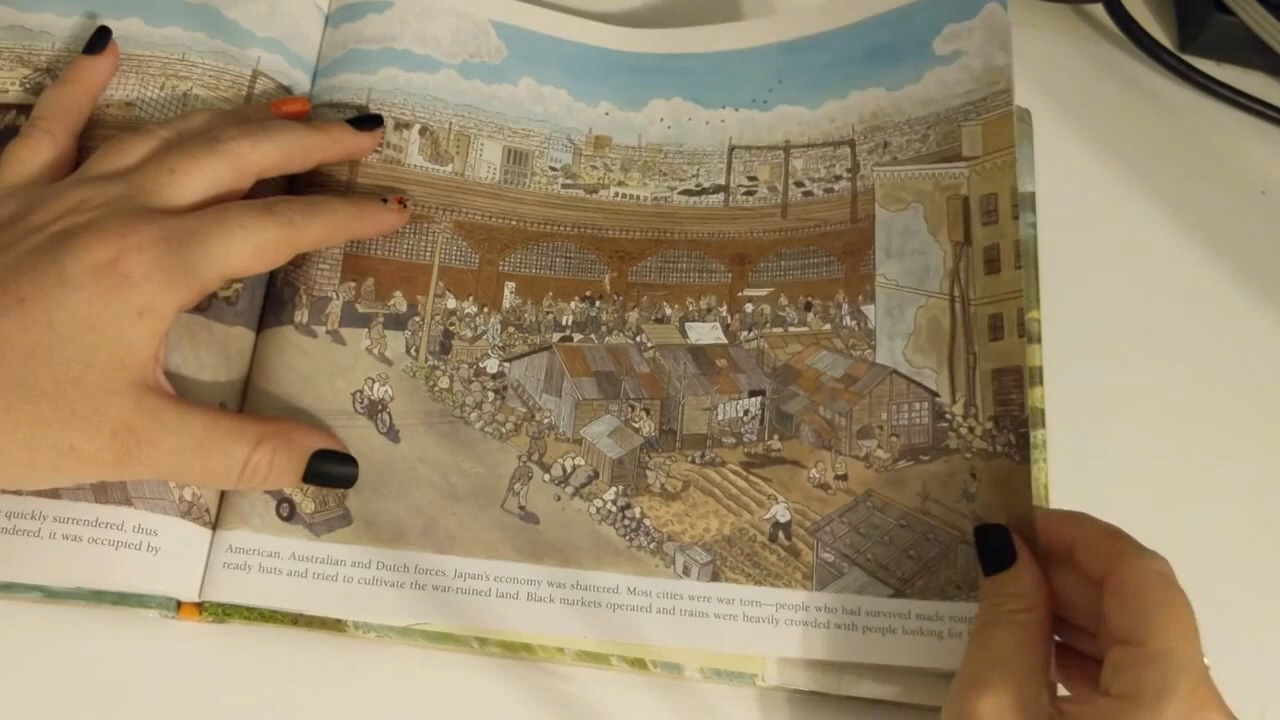 quickly surrendered, thus
it was occupied by
American, Australian and Dutch forces. Japan's economy was shattered. Most cities were war torn—people who had survived made
ready huts and tried to cultivate the war-ruined land. Black markets operated and trains were heavily crowded with people looking for